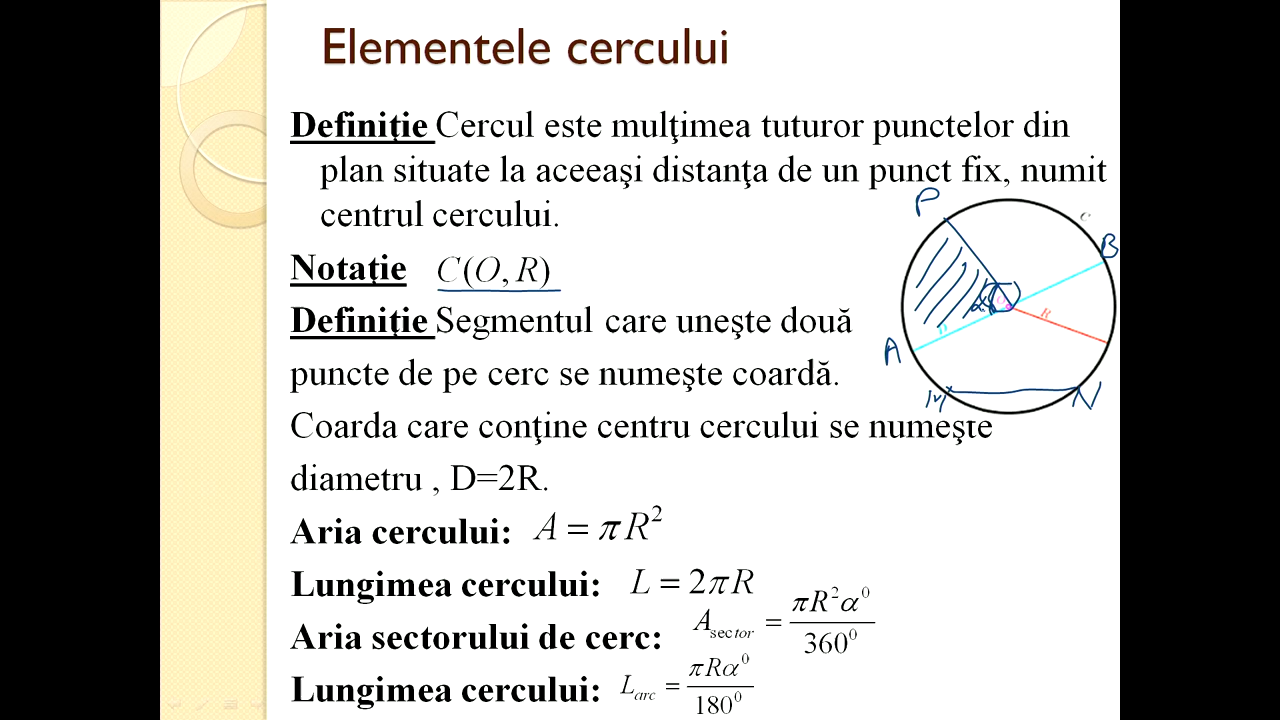 Elementele cercului
Definiţie Cercul este mulţimea tuturor punctelor din
plan situate la aceeaşi distanţa de un punct fix, numit
centrul cercului.
P
C
B
Notaţie C(O, R)
α
R
Definiţie Segmentul care uneşte două
D
A
puncte de pe cerc se numeşte coardă.
M
N
Coarda care conţine centru cercului se numeşte
diametru , D=2R.
Aria cercului: A = πR²
Lungimea cercului: L = 2πR
Aria sectorului de cerc: A_sector = πR²α⁰ / 360⁰
Lungimea cercului: L_arc = πRα⁰ / 180⁰